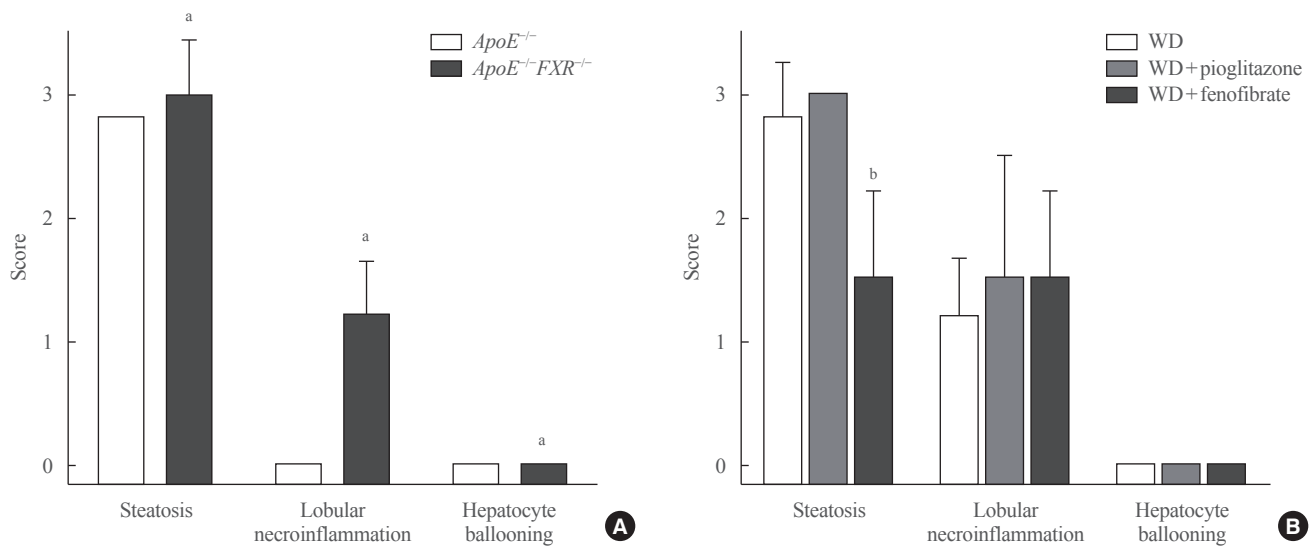 a
ApoE⁻/⁻
ApoE⁻/⁻FXR⁻/⁻
3
a
2
a
1
0
Score
Steatosis
Lobular
necroinflammation
Hepatocyte
ballooning
A
WD
WD+pioglitazone
WD+fenofibrate
3
b
2
1
0
Score
Steatosis
Lobular
necroinflammation
Hepatocyte
ballooning
B